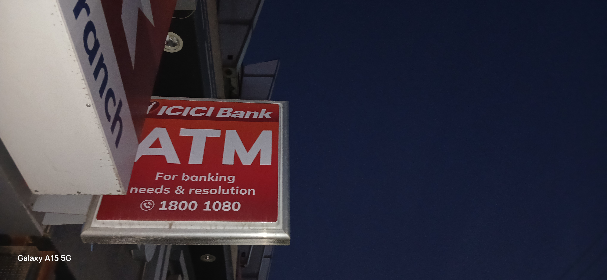 ranch
ICICI Bank
ATM
For banking
needs & resolution
1800 1080
Galaxy A15 5G